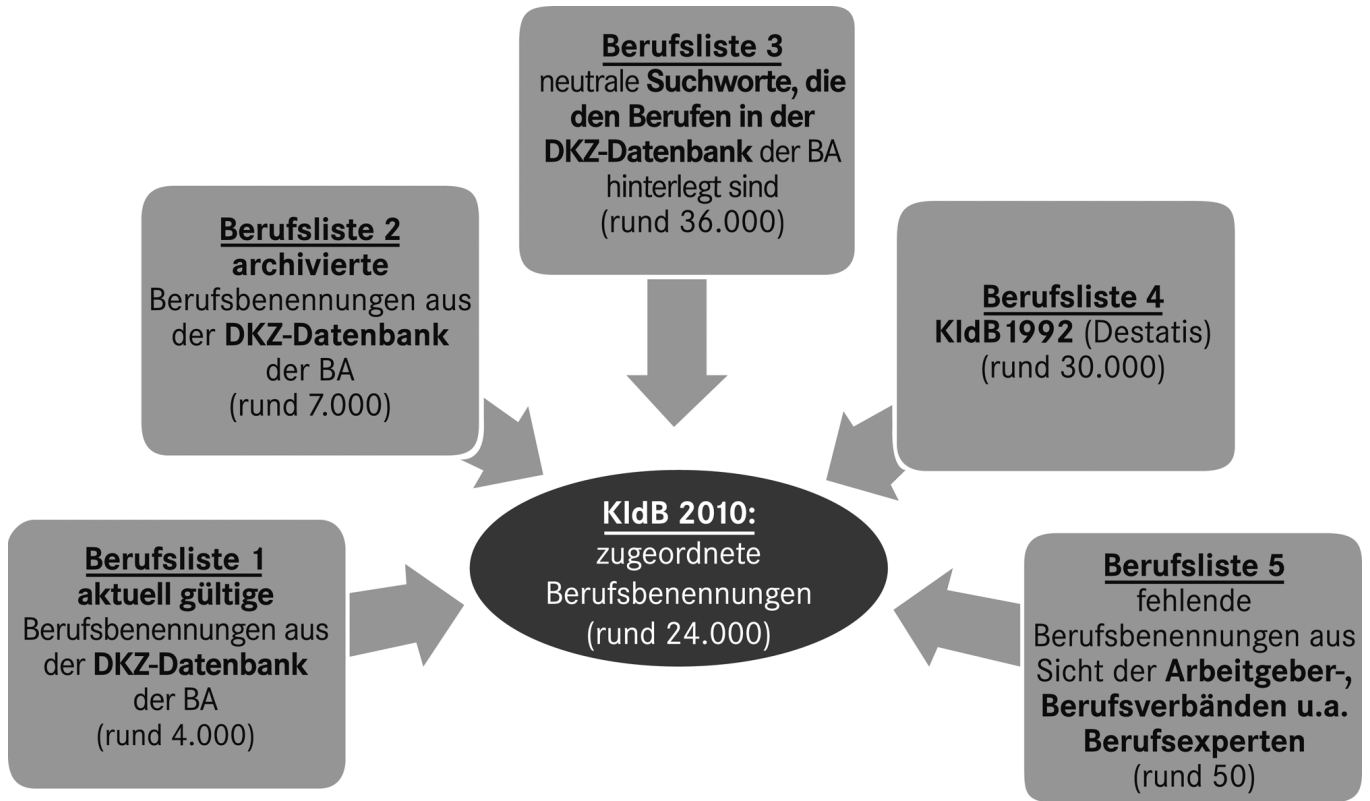 Berufsliste 3
neutrale Suchworte, die
den Berufen in der
DKZ-Datenbank der BA
hinterlegt sind
(rund 36.000)
Berufsliste 2
archivierte
Berufsbenennungen aus
der DKZ-Datenbank
der BA
(rund 7.000)
Berufsliste 4
KldB 1992 (Destatis)
(rund 30.000)
KldB 2010:
zugeordnete
Berufsbenennungen
(rund 24.000)
Berufsliste 1
aktuell gültige
Berufsbenennungen aus
der DKZ-Datenbank
der BA
(rund 4.000)
Berufsliste 5
fehlende
Berufsbenennungen aus
Sicht der Arbeitgeber-,
Berufsverbänden u.a.
Berufsexperten
(rund 50)